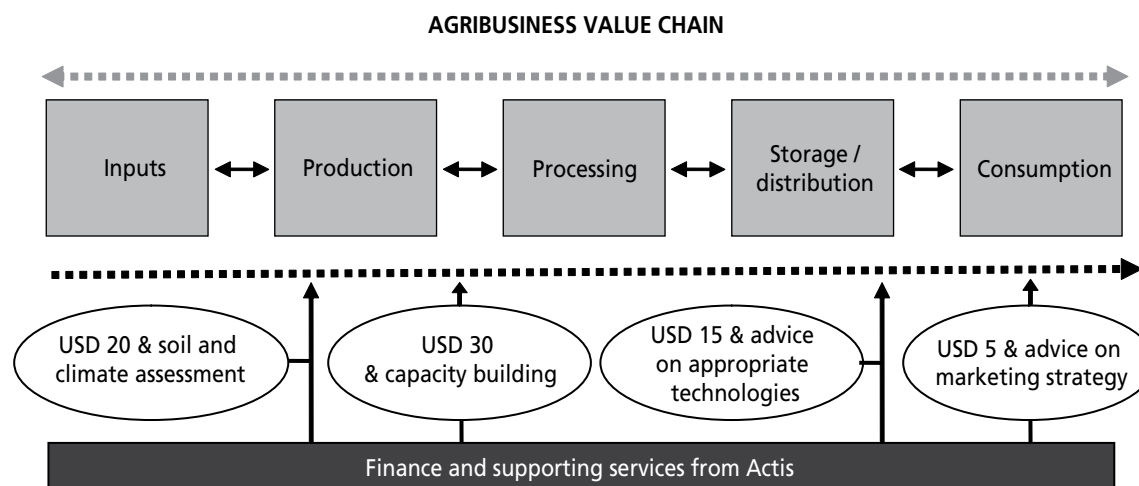 AGRIBUSINESS VALUE CHAIN
Inputs
Production
Processing
Storage /
distribution
Consumption
USD 20 & soil and
climate assessment
USD 30
& capacity building
USD 15 & advice
on appropriate
technologies
USD 5 & advice on
marketing strategy
Finance and supporting services from Actis